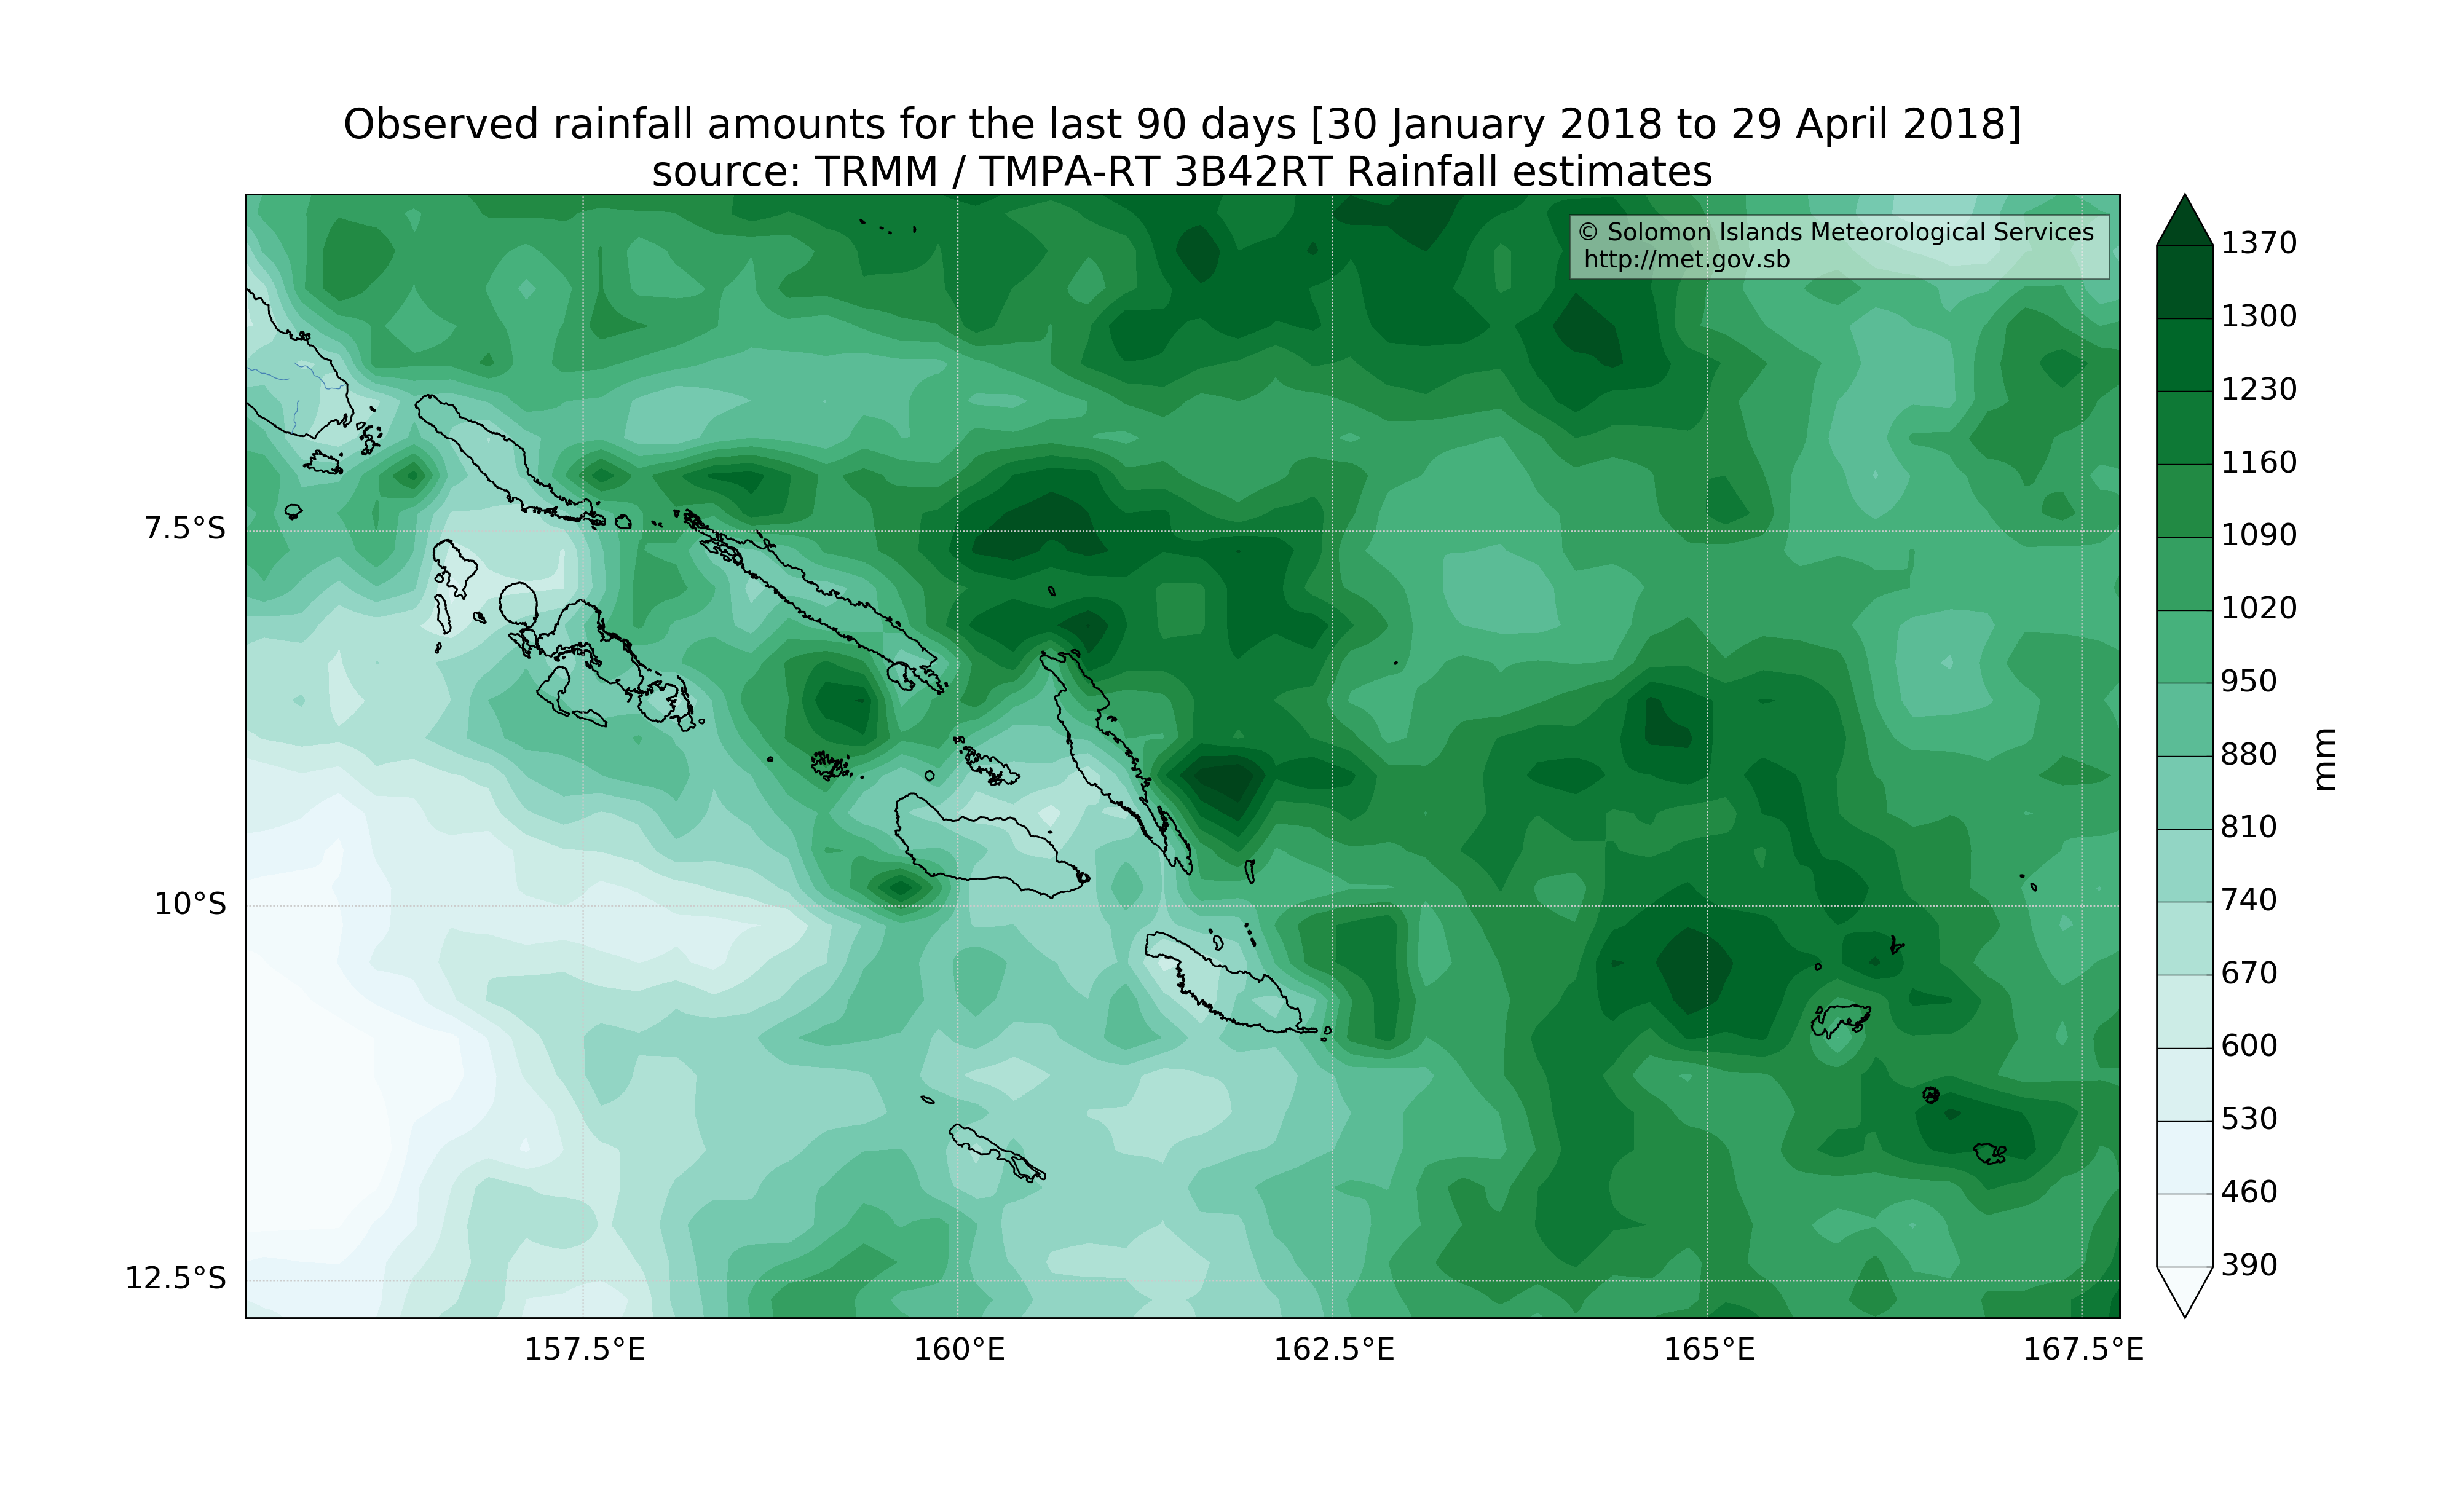 Observed rainfall amounts for the last 90 days [30 January 2018 to 29 April 2018]
source: TRMM / TMPA-RT 3B42RT Rainfall estimates
© Solomon Islands Meteorological Services
http://met.gov.sb
7.5°S
10°S
12.5°S
157.5°E
160°E
162.5°E
165°E
167.5°E
1370
1300
1230
1160
1090
1020
950
880
810
740
670
600
530
460
390
mm